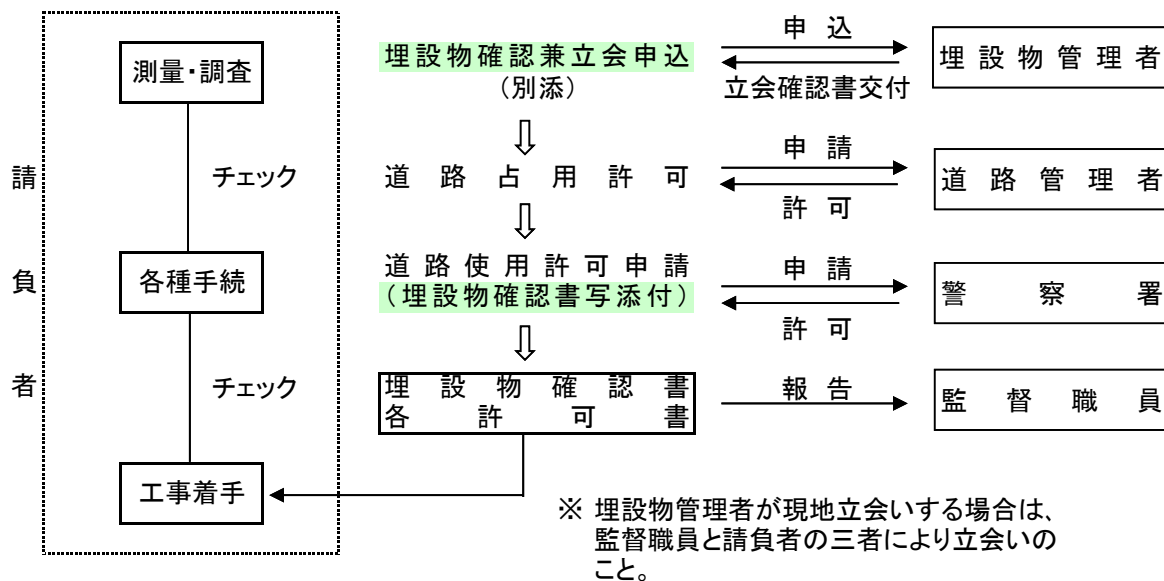 請負者
測量・調査
チェック
各種手続
チェック
工事着手
埋設物確認兼立会申込
（別添）
申込
立会確認書交付
埋設物管理者
道路占用許可
申請
許可
道路管理者
道路使用許可申請
（埋設物確認書写添付）
申請
許可
警察署
埋設物確認書
各許可書
報告
監督職員
※ 埋設物管理者が現地立会いする場合は、
監督職員と請負者の三者により立会いの
こと。